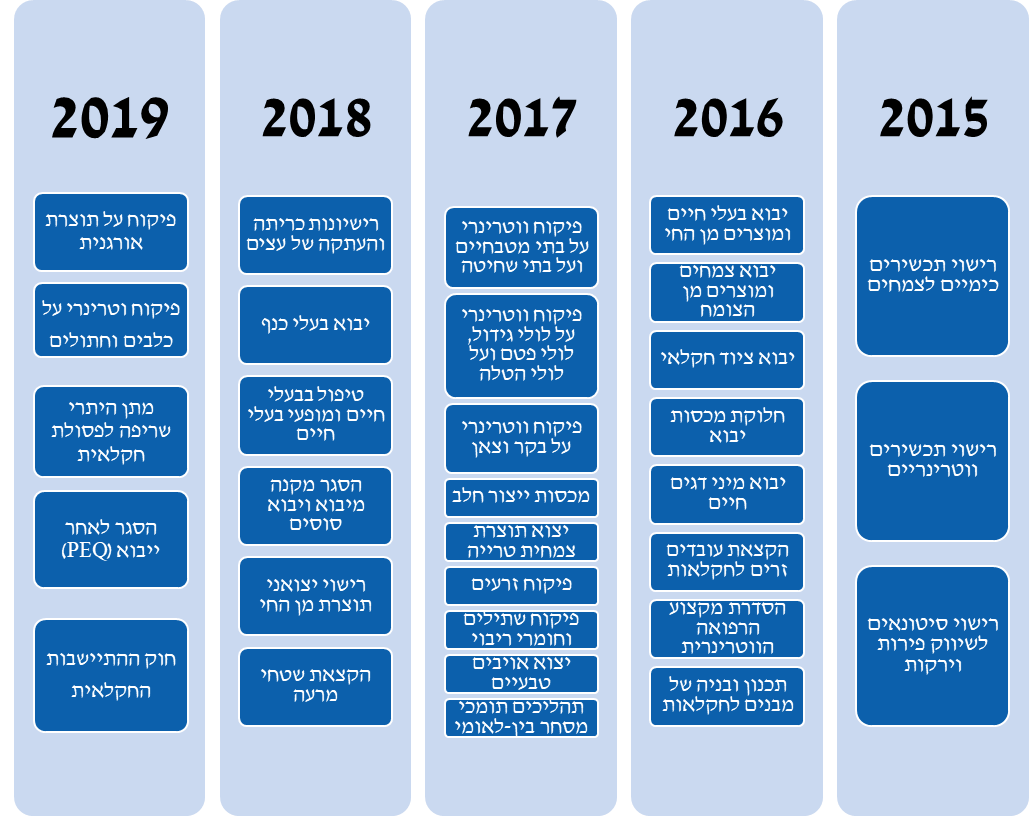 2015
רישוי תכשירים
כימיים לצמחים
רישוי תכשירים
ווטרינריים
רישוי סיטונאים
לשיווק פירות
וירקות
2016
יבוא בעלי חיים
ומוצרים מן החי
יבוא צמחים
ומוצרים מן
הצומח
יבוא ציוד חקלאי
חלוקת מכסות
יבוא
יבוא מיני דגים
חיים
הקצאת עובדים
זרים לחקלאות
הסדרת מקצוע
הרפואה
הווטרינרית
תכנון ובניה של
מבנים לחקלאות
2017
פיקוח ווטרינרי
על בתי מטבחיים
ועל בתי שחיטה
פיקוח ווטרינרי
על לולי גידול,
לולי פטם ועל
לולי הטלה
פיקוח ווטרינרי
על בקר וצאן
מכסות ייצור חלב
יצוא תוצרת
צמחית טרייה
פיקוח זרעים
פיקוח שתילים
וחומרי ריבוי
יצוא אויבים
טבעיים
תהליכים תומכי
מסחר בין-לאומי
2018
רישיונות כריתה
והעתקה של עצים
יבוא בעלי כנף
טיפול בבעלי
חיים ומופעי בעלי
חיים
הסגר מקנה
מיבוא ויבוא
סוסים
רישוי יצואני
תוצרת מן החי
הקצאת שטחי
מרעה
2019
פיקוח על תוצרת
אורגנית
פיקוח וטרינרי על
כלבים וחתולים
מתן היתרי
שריפה לפסולת
חקלאית
הסגר לאחר
ייבוא (PEQ)
חוק ההתיישבות
החקלאית